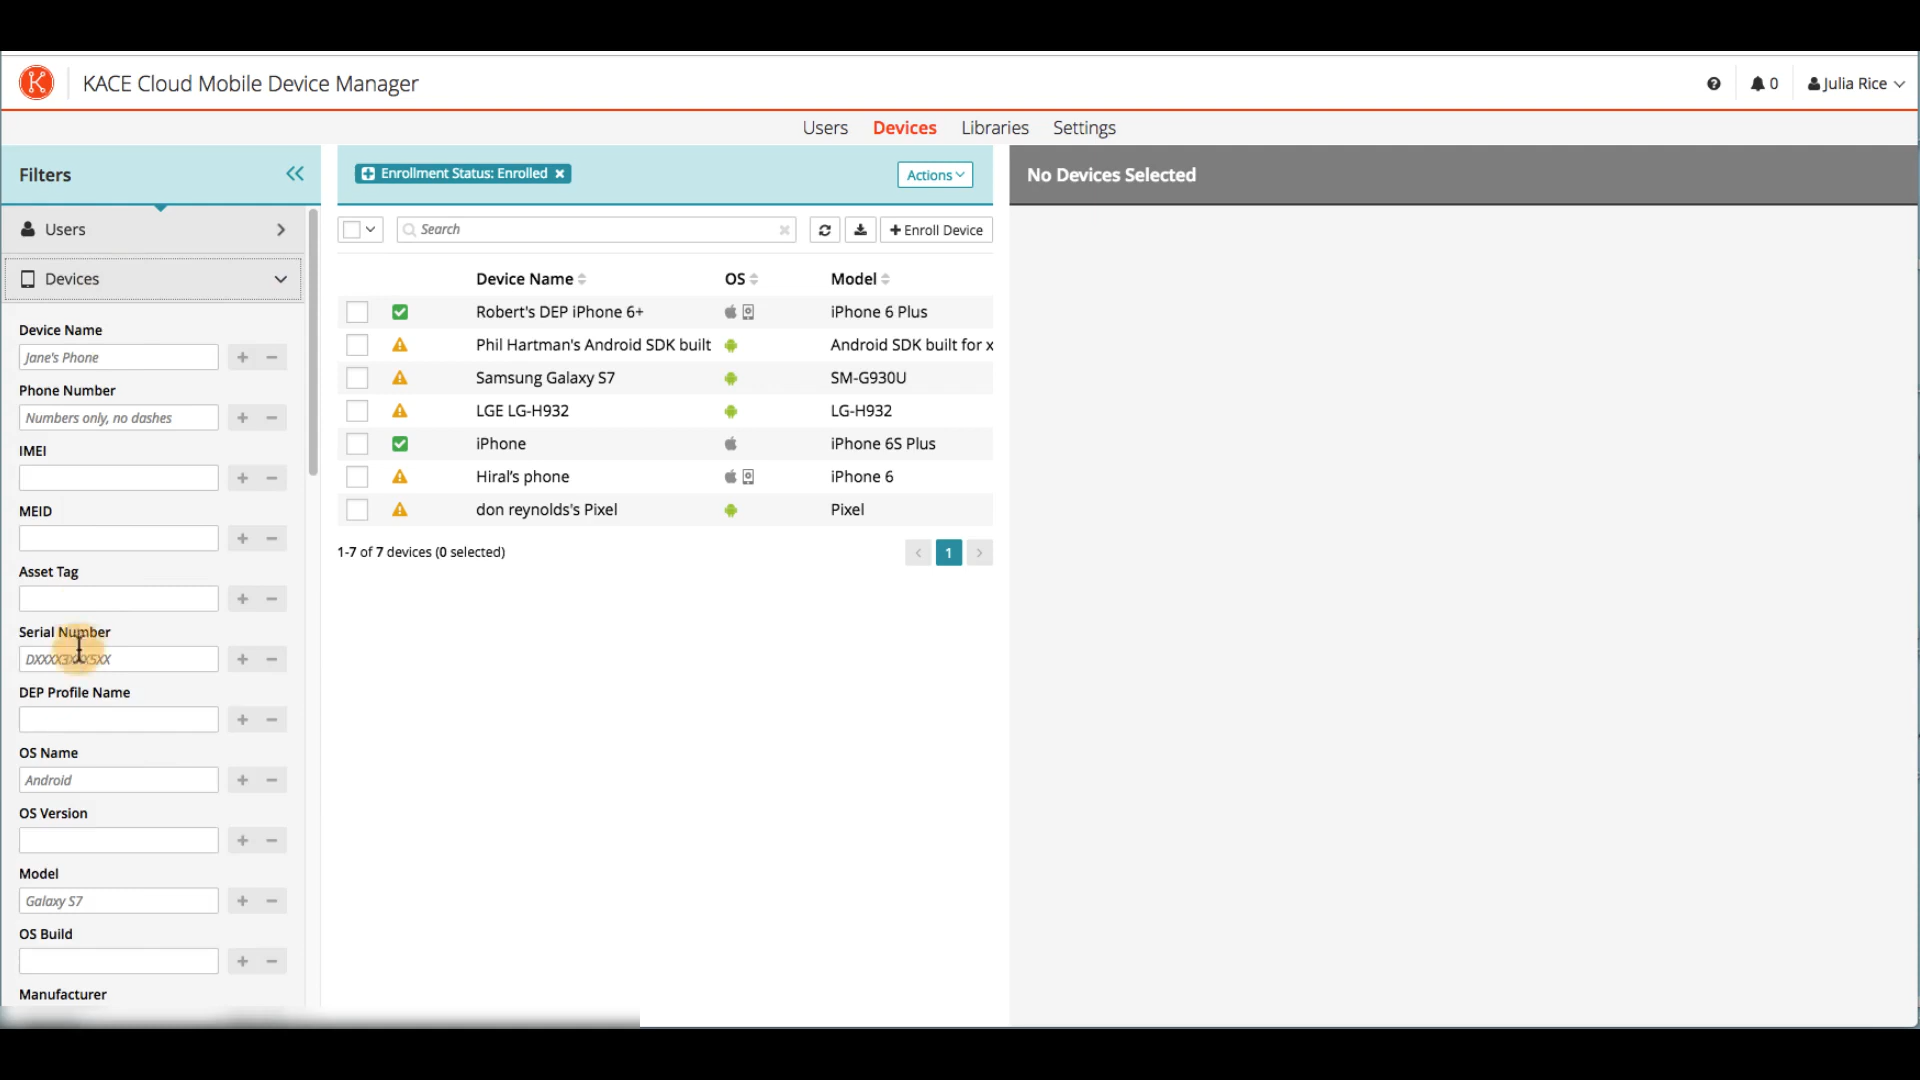 KACE Cloud Mobile Device Manager
0
Julia Rice
Users Devices Libraries Settings
Filters
Users
Devices
Device Name
Jane's Phone
Phone Number
Numbers only, no dashes
IMEI
MEID
Asset Tag
Serial Number
DEP Profile Name
OS Name
Android
OS Version
Model
Galaxy S7
OS Build
Manufacturer
Enrollment Status: Enrolled
Actions
Search
Enroll Device
Device Name OS Model
Robert's DEP iPhone 6+ iPhone 6 Plus
Phil Hartman's Android SDK built Android SDK built for x
Samsung Galaxy S7 SM-G930U
LGE LG-H932 LG-H932
iPhone iPhone 6S Plus
Hiral's phone iPhone 6
don reynolds's Pixel Pixel
1-7 of 7 devices (0 selected)
1
No Devices Selected